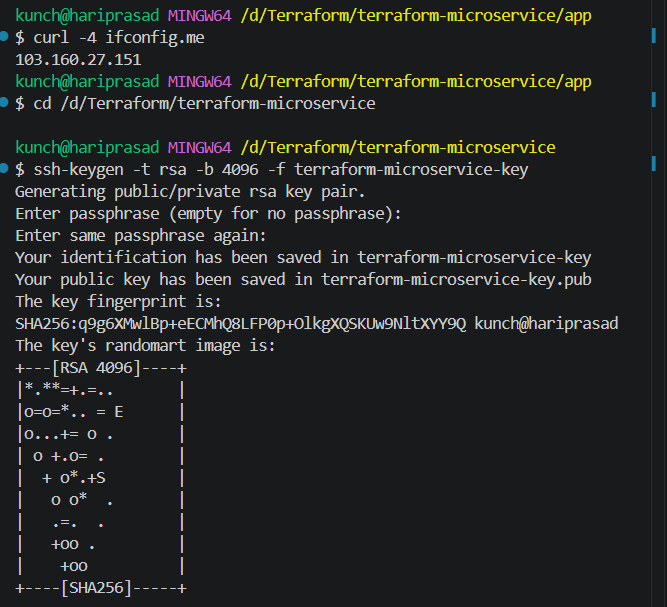 kunch@hariprasad MINGW64 /d/Terraform/terraform-microservice/app
$ curl -4 ifconfig.me
103.160.27.151
kunch@hariprasad MINGW64 /d/Terraform/terraform-microservice/app
$ cd /d/Terraform/terraform-microservice
kunch@hariprasad MINGW64 /d/Terraform/terraform-microservice
$ ssh-keygen -t rsa -b 4096 -f terraform-microservice-key
Generating public/private rsa key pair.
Enter passphrase (empty for no passphrase):
Enter same passphrase again:
Your identification has been saved in terraform-microservice-key
Your public key has been saved in terraform-microservice-key.pub
The key fingerprint is:
SHA256:q9g6XMwlBp+eECMhQ8LFP0p+OlkgXQSKUw9NltXYY9Q kunch@hariprasad
The key's randomart image is:
+---[RSA 4096]----+
|*.**=+.=..       |
|o=o=*.. = E      |
|o...+= o .       |
| o +.o= .        |
|  + o*.+S        |
|   o o*  .       |
|   .=.  .        |
|   +oo .         |
|    +oo          |
+----[SHA256]-----+